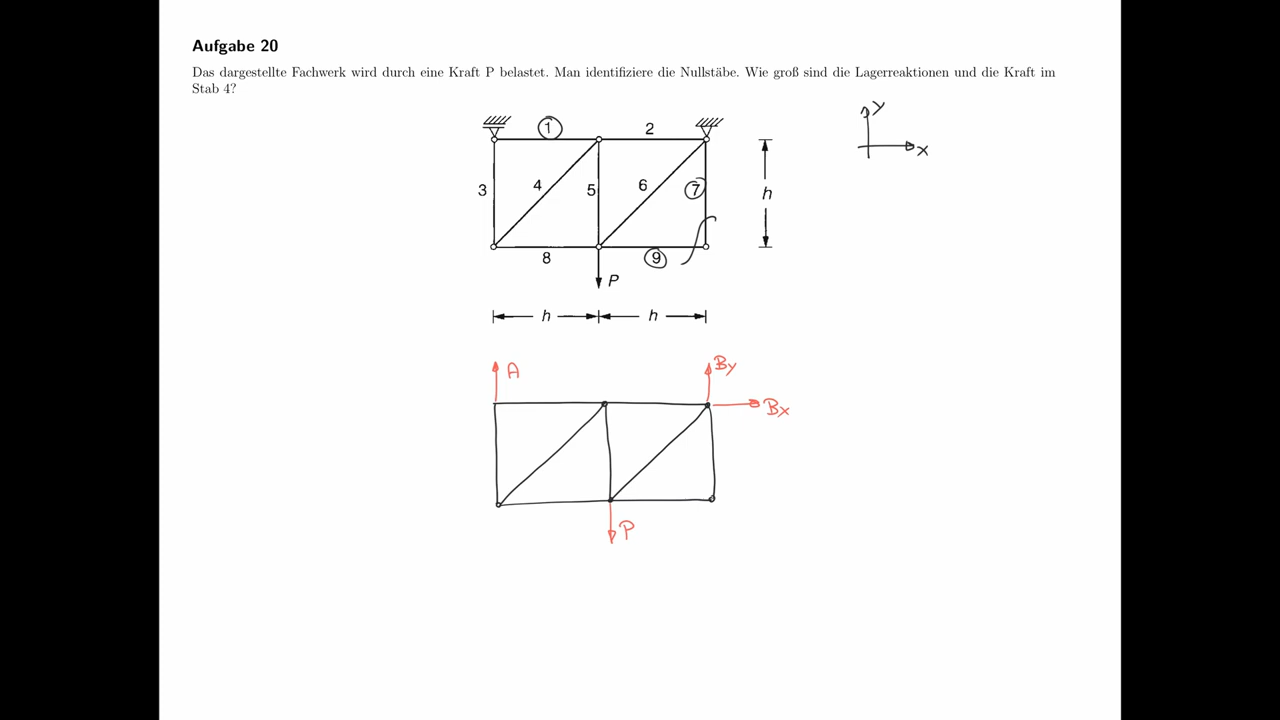 Aufgabe 20
Das dargestellte Fachwerk wird durch eine Kraft P belastet. Man identifiziere die Nullstäbe. Wie groß sind die Lagerreaktionen und die Kraft im
Stab 4?
y
x
1 2
3 4 5 6 7 h
8 9
P
h h
A By
Bx
P